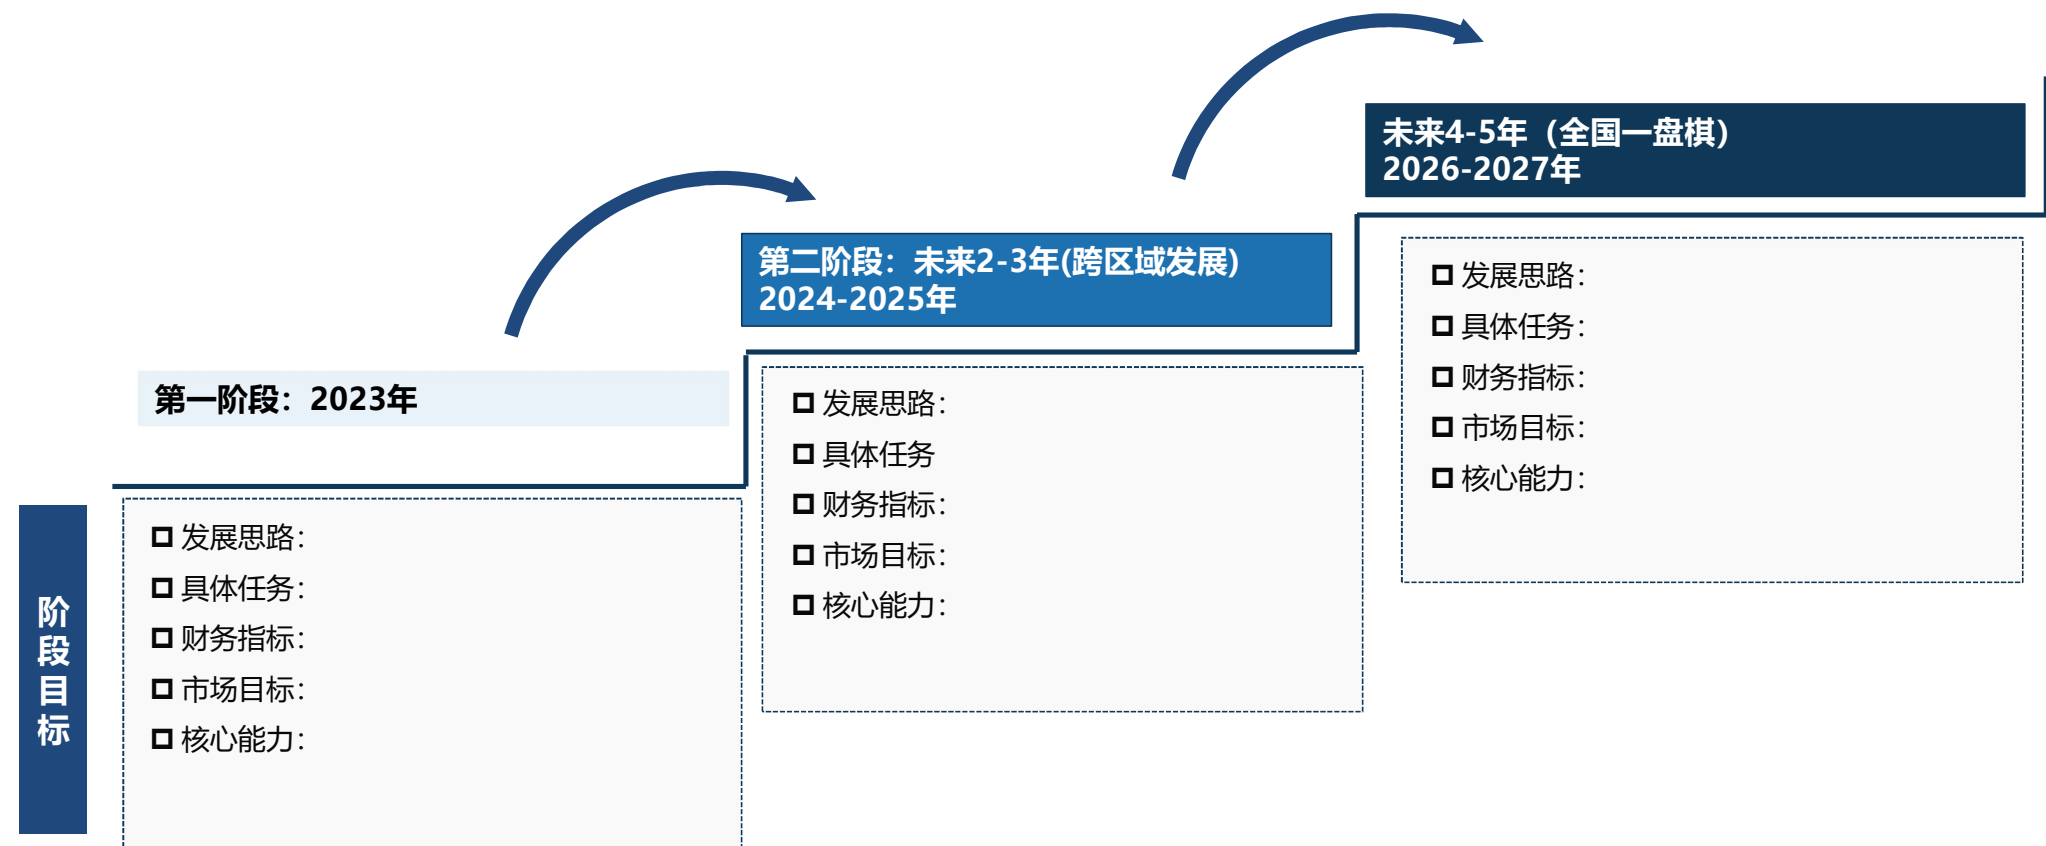 未来4-5年（全国一盘棋）
2026-2027年
第二阶段：未来2-3年(跨区域发展)
2024-2025年
第一阶段：2023年
阶段目标
发展思路：
具体任务：
财务指标：
市场目标：
核心能力：
发展思路：
具体任务
财务指标：
市场目标：
核心能力：
发展思路：
具体任务：
财务指标：
市场目标：
核心能力：